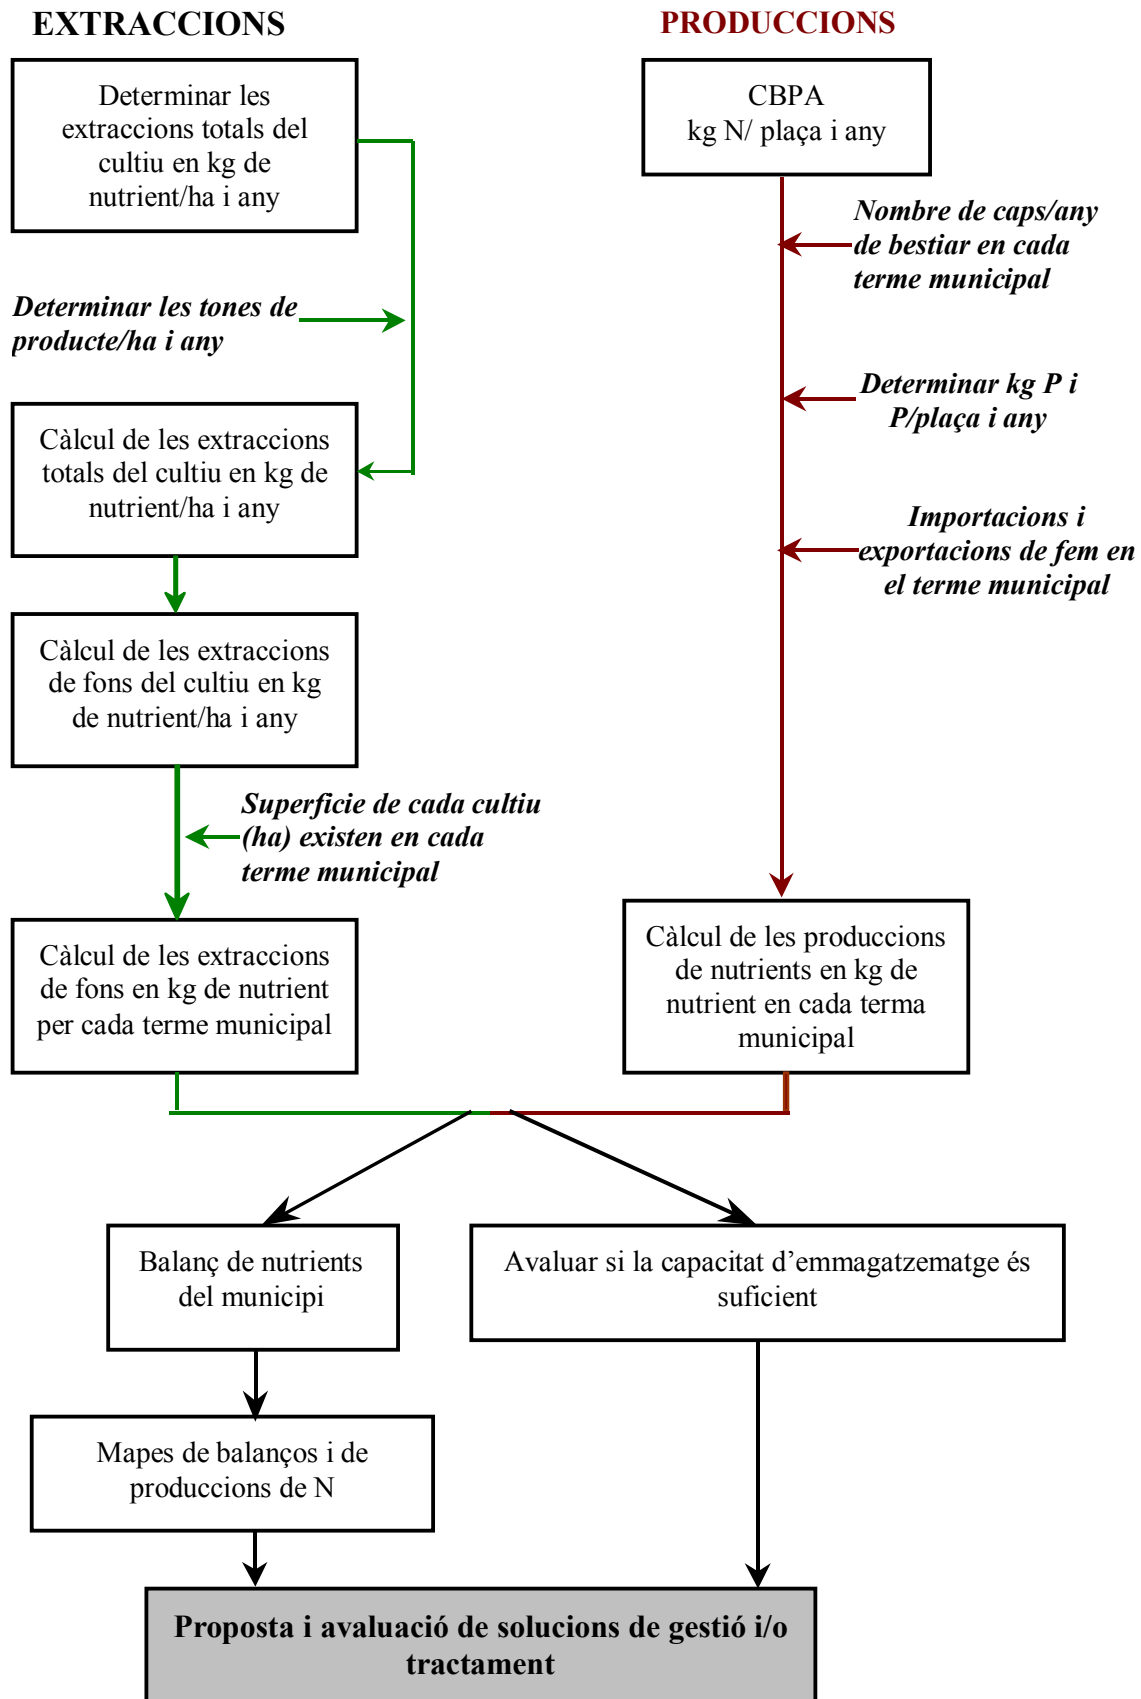 EXTRACCIONS
Determinar les
extraccions totals del
cultiu en kg de
nutrient/ha i any
Determinar les tones de
producte/ha i any
Càlcul de les extraccions
totals del cultiu en kg de
nutrient/ha i any
Càlcul de les extraccions
de fons del cultiu en kg
de nutrient/ha i any
Superficie de cada cultiu
(ha) existen en cada
terme municipal
Càlcul de les extraccions
de fons en kg de nutrient
per cada terme municipal
PRODUCCIONS
CBPA
kg N/ plaça i any
Nombre de caps/any
de bestiar en cada
terme municipal
Determinar kg P i
P/plaça i any
Importacions i
exportacions de fem en
el terme municipal
Càlcul de les produccions
de nutrients en kg de
nutrient en cada terma
municipal
Balanç de nutrients
del municipi
Avaluar si la capacitat d’emmagatzematge és
suficient
Mapes de balanços i de
produccions de N
Proposta i avaluació de solucions de gestió i/o
tractament